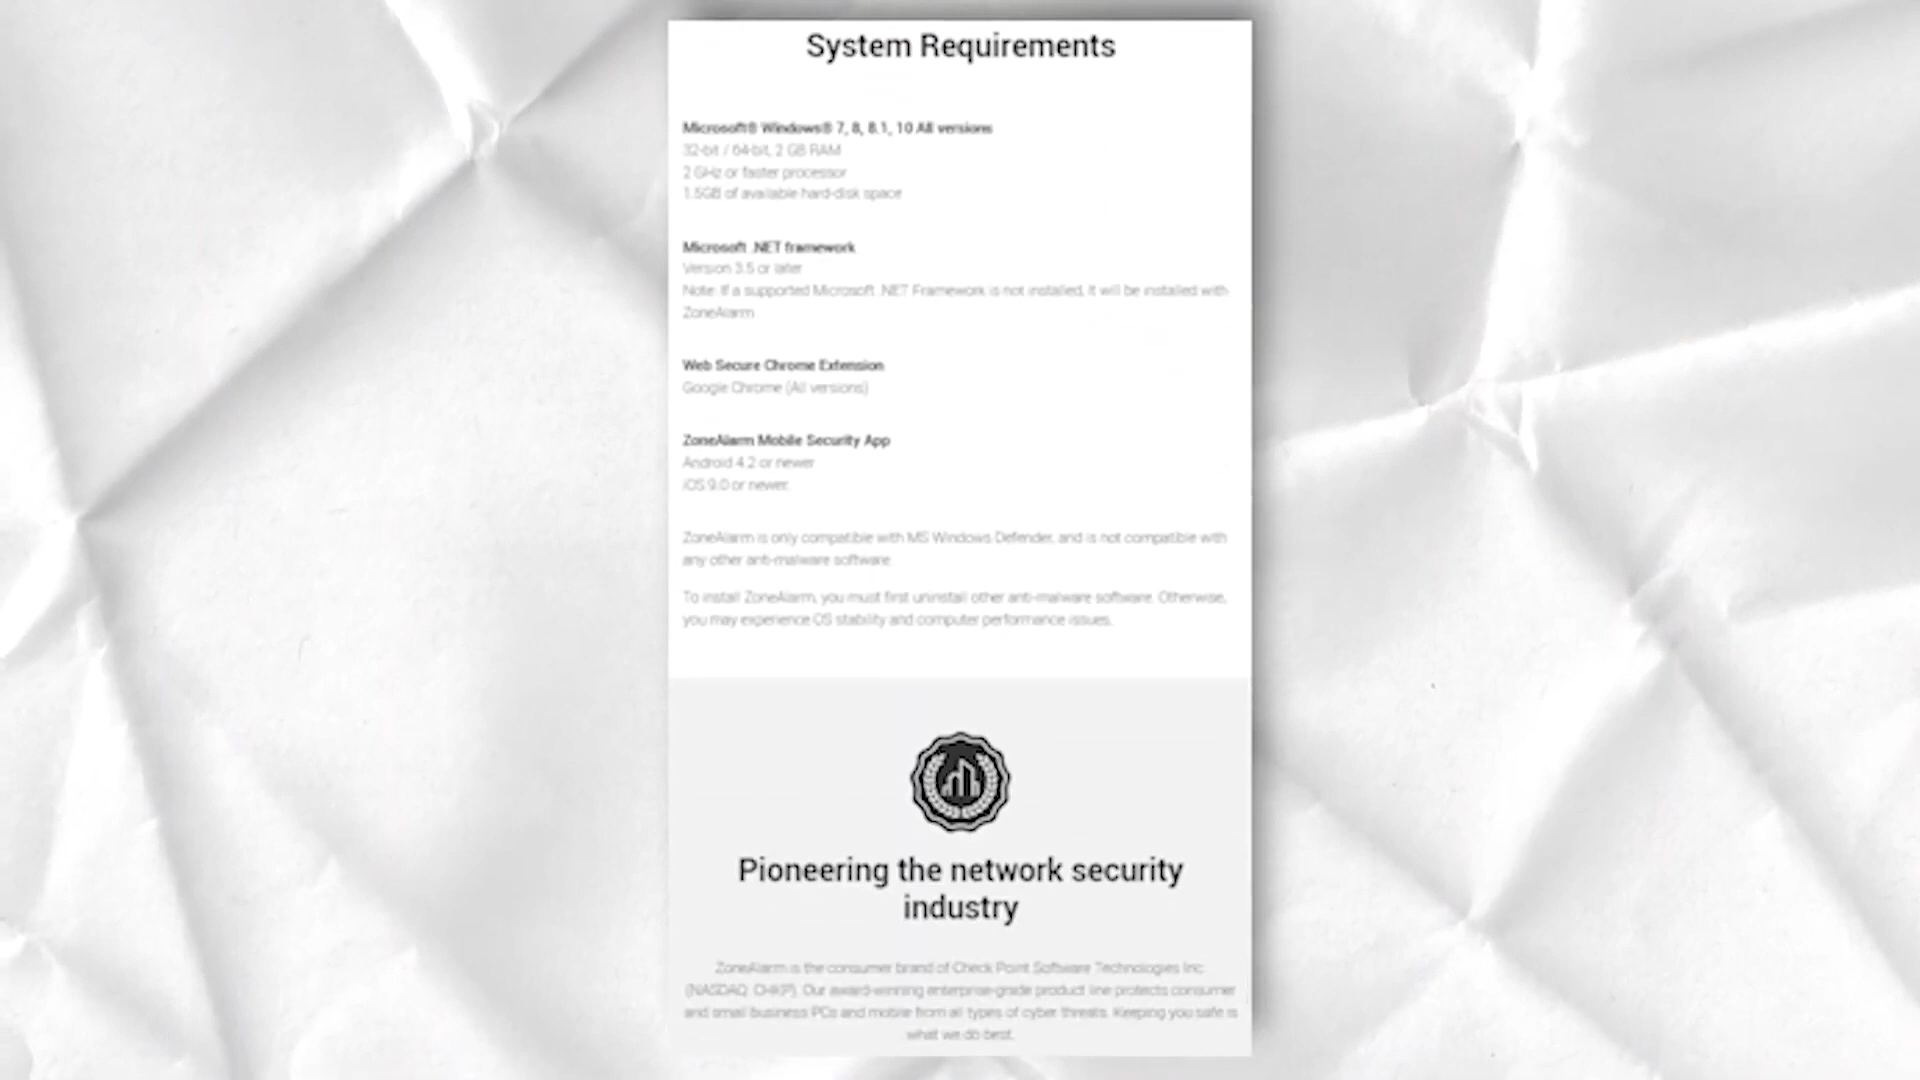 System Requirements
Microsoft® Windows® 7, 8, 8.1, 10 All versions
32-bit / 64-bit, 2 GB RAM
2 GHz or faster processor
1.5GB of available hard-disk space
Microsoft .NET framework
Version 3.5 or later
Note: If a supported Microsoft .NET Framework is not installed, it will be installed with
ZoneAlarm
Web Secure Chrome Extension
Google Chrome (All versions)
ZoneAlarm Mobile Security App
Android 4.2 or newer
iOS 9.0 or newer.
ZoneAlarm is only compatible with MS Windows Defender, and is not compatible with
any other anti-malware software.
To install ZoneAlarm, you must first uninstall other anti-malware software. Otherwise,
you may experience OS stability and computer performance issues.
Pioneering the network security
industry
ZoneAlarm is the consumer brand of Check Point Software Technologies Inc.
(NASDAQ: CHKP). Our award-winning enterprise-grade product line protects consumer
and small business PCs and mobile from all types of cyber threats. Keeping you safe is
what we do best.